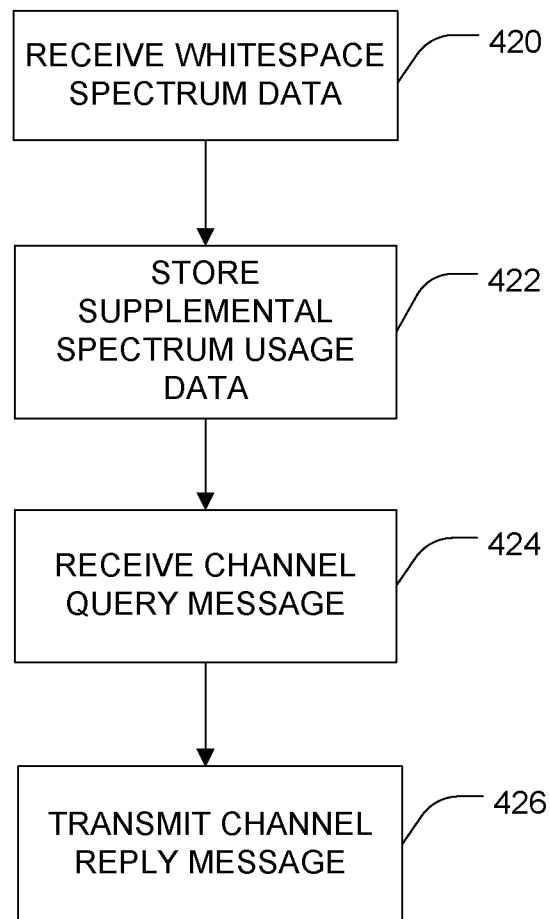 RECEIVE WHITESPACE
SPECTRUM DATA
420
STORE
SUPPLEMENTAL
SPECTRUM USAGE
DATA
422
RECEIVE CHANNEL
QUERY MESSAGE
424
TRANSMIT CHANNEL
REPLY MESSAGE
426